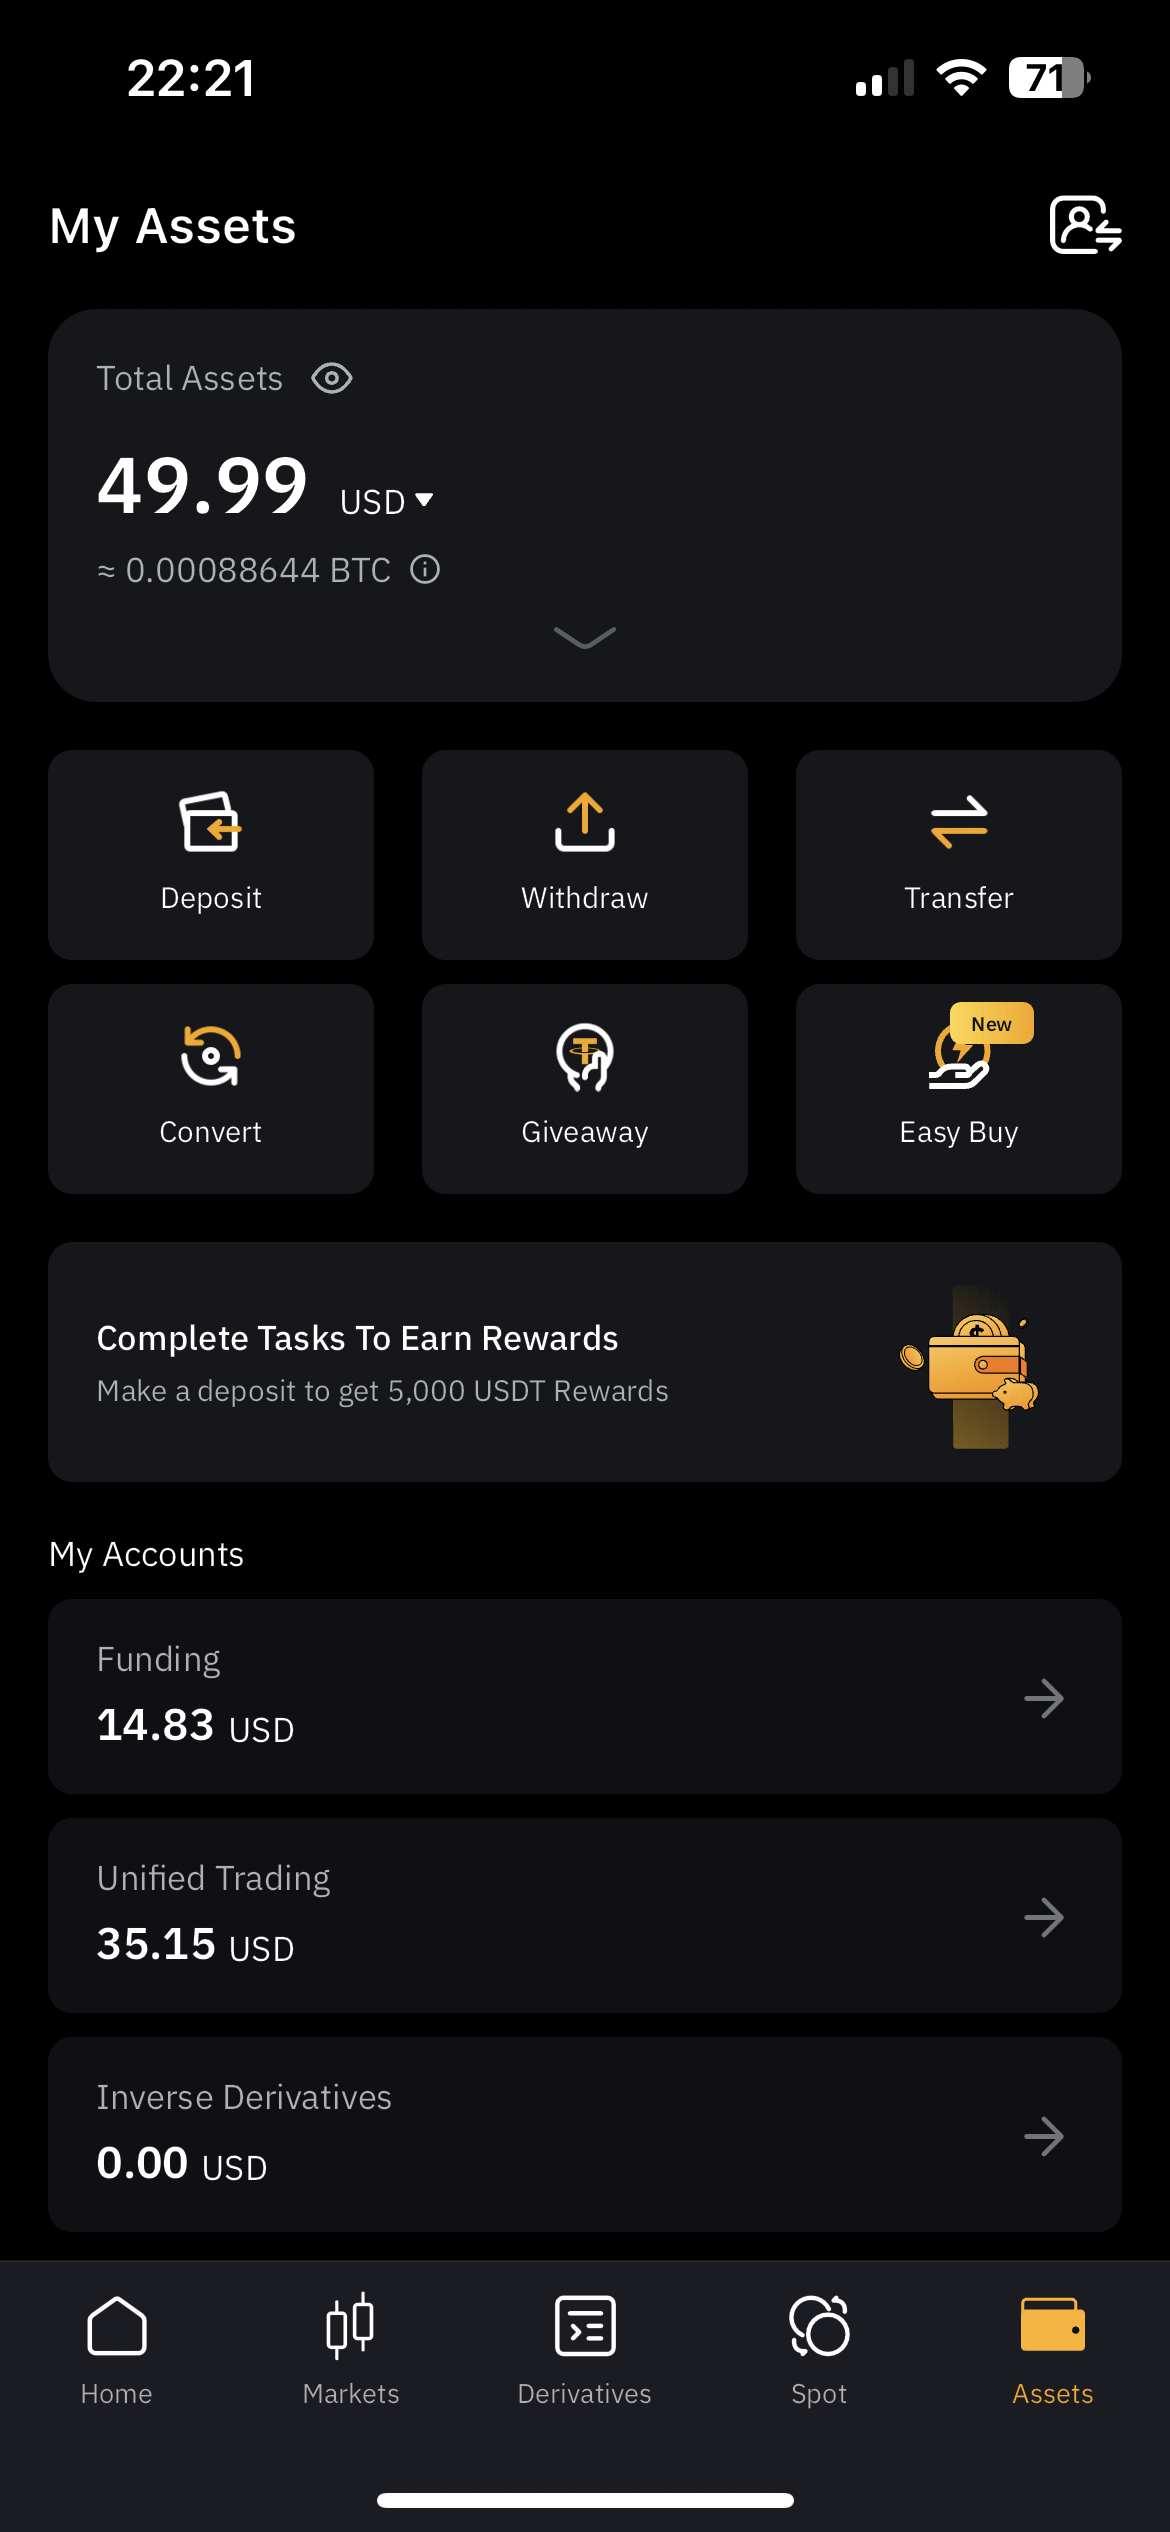 22:21
71
My Assets
Total Assets
49.99 USD
≈ 0.00088644 BTC
Deposit
Withdraw
Transfer
New
Convert
Giveaway
Easy Buy
Complete Tasks To Earn Rewards
Make a deposit to get 5,000 USDT Rewards
My Accounts
Funding
14.83 USD
Unified Trading
35.15 USD
Inverse Derivatives
0.00 USD
Home
Markets
Derivatives
Spot
Assets